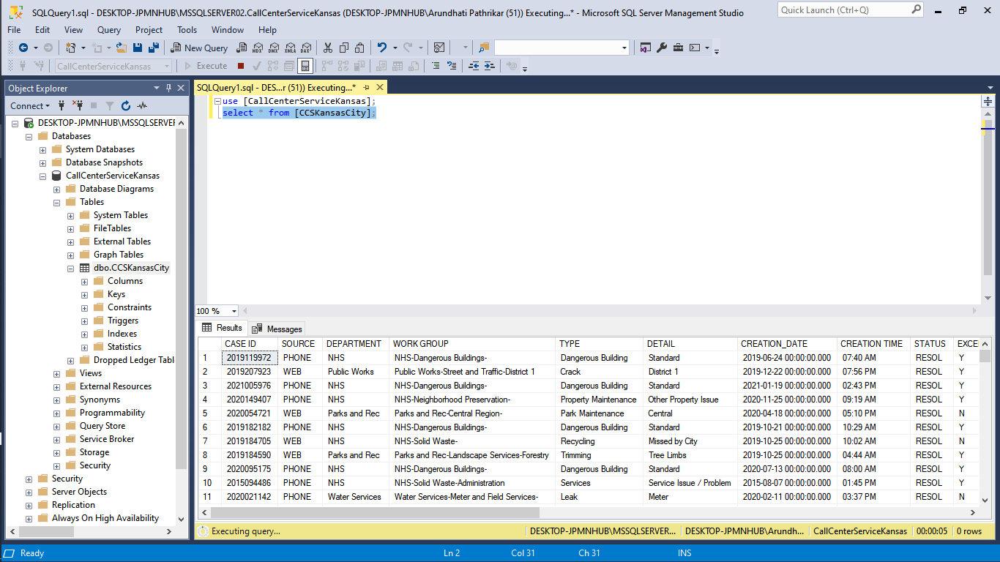 SQLQuery1.sql - DESKTOP-JPMNHUB\MSSQLSERVER02.CallCenterServiceKansas (DESKTOP-JPMNHUB\Arundhati Pathrikar (51)) Executing...* - Microsoft SQL Server Management Studio
Quick Launch (Ctrl+Q)
File Edit View Query Project Tools Window Help
New Query MDX DMX XMLA DAX
CallCenterServiceKansas Execute
Object Explorer
SQLQuery1.sql - DES...r (51)) Executing...*
Connect
use [CallCenterServiceKansas];
select * from [CCSKansasCity];
DESKTOP-JPMNHUB\MSSQLSERVER
Databases
System Databases
Database Snapshots
CallCenterServiceKansas
Database Diagrams
Tables
System Tables
FileTables
External Tables
Graph Tables
dbo.CCSKansasCity
Columns
Keys
Constraints
Triggers
Indexes
Statistics
Dropped Ledger Tabl
Views
External Resources
Synonyms
Programmability
Query Store
Service Broker
Storage
Security
Security
Server Objects
Replication
Always On High Availability
100 %
Results Messages
CASE ID SOURCE DEPARTMENT WORK GROUP TYPE DETAIL CREATION_DATE CREATION TIME STATUS EXCE
1 2019119972 PHONE NHS NHS-Dangerous Buildings- Dangerous Building Standard 2019-06-24 00:00:00.000 07:40 AM RESOL Y
2 2019207923 WEB Public Works Public Works-Street and Traffic-District 1 Crack District 1 2019-12-22 00:00:00.000 07:56 PM RESOL Y
3 2021005976 PHONE NHS NHS-Dangerous Buildings- Dangerous Building Standard 2021-01-19 00:00:00.000 02:43 PM RESOL Y
4 2020149407 PHONE NHS NHS-Neighborhood Preservation- Property Maintenance Other Property Issue 2020-11-25 00:00:00.000 09:19 AM RESOL Y
5 2020054721 WEB Parks and Rec Parks and Rec-Central Region- Park Maintenance Central 2020-04-18 00:00:00.000 05:10 PM RESOL N
6 2019182182 PHONE NHS NHS-Dangerous Buildings- Dangerous Building Standard 2019-10-21 00:00:00.000 10:29 AM RESOL Y
7 2019184705 WEB NHS NHS-Solid Waste- Recycling Missed by City 2019-10-25 00:00:00.000 10:02 AM RESOL N
8 2019184590 WEB Parks and Rec Parks and Rec-Landscape Services-Forestry Trimming Tree Limbs 2019-10-25 00:00:00.000 04:44 AM RESOL Y
9 2020095175 PHONE NHS NHS-Dangerous Buildings- Dangerous Building Standard 2020-07-13 00:00:00.000 08:00 AM RESOL Y
10 2015094486 PHONE NHS NHS-Solid Waste-Administration Services Service Issue / Problem 2015-08-07 00:00:00.000 01:45 PM RESOL Y
11 2020021142 PHONE Water Services Water Services-Meter and Field Services- Leak Meter 2020-02-11 00:00:00.000 03:37 PM RESOL N
Executing query... DESKTOP-JPMNHUB\MSSQLSERVER... DESKTOP-JPMNHUB\Arundh... CallCenterServiceKansas 00:00:05 0 rows
Ready Ln 2 Col 31 Ch 31 INS